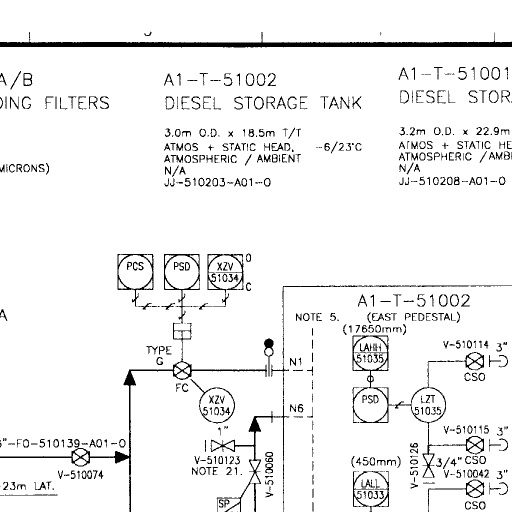 A/B
DING FILTERS
MICRONS)
A1-T-51002
DIESEL STORAGE TANK
3.0m O.D. x 18.5m T/T
ATMOS + STATIC HEAD, -6/23°C
ATMOSPHERIC / AMBIENT
N/A
JJ-510203-A01-0
A1-T-51001
DIESEL STOR
3.2m O.D. x 22.9m
ATMOS + STATIC HE
ATMOSPHERIC / AMBI
N/A
JJ-510208-A01-0
PCS
PSD
XZV
51034
O
C
A
TYPE
G
FC
XZV
51034
A1-T-51002
NOTE 5. (EAST PEDESTAL)
(17650mm)
LAHH
51035
PSD
LZT
51035
V-510114 3"
CSO
N1
N6
1"
V-510123
NOTE 21.
V-510060
6"-FO-510139-A01-0
V-510074
23m LAT.
SP
(450mm)
LALL
51033
V-510126
3/4"
V-510115 3"
CSO
V-510042 3"
CSO